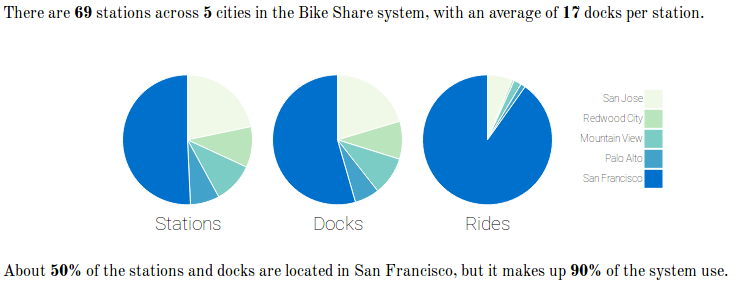 There are 69 stations across 5 cities in the Bike Share system, with an average of 17 docks per station.
San Jose
Redwood City
Mountain View
Palo Alto
San Francisco
Stations
Docks
Rides
About 50% of the stations and docks are located in San Francisco, but it makes up 90% of the system use.